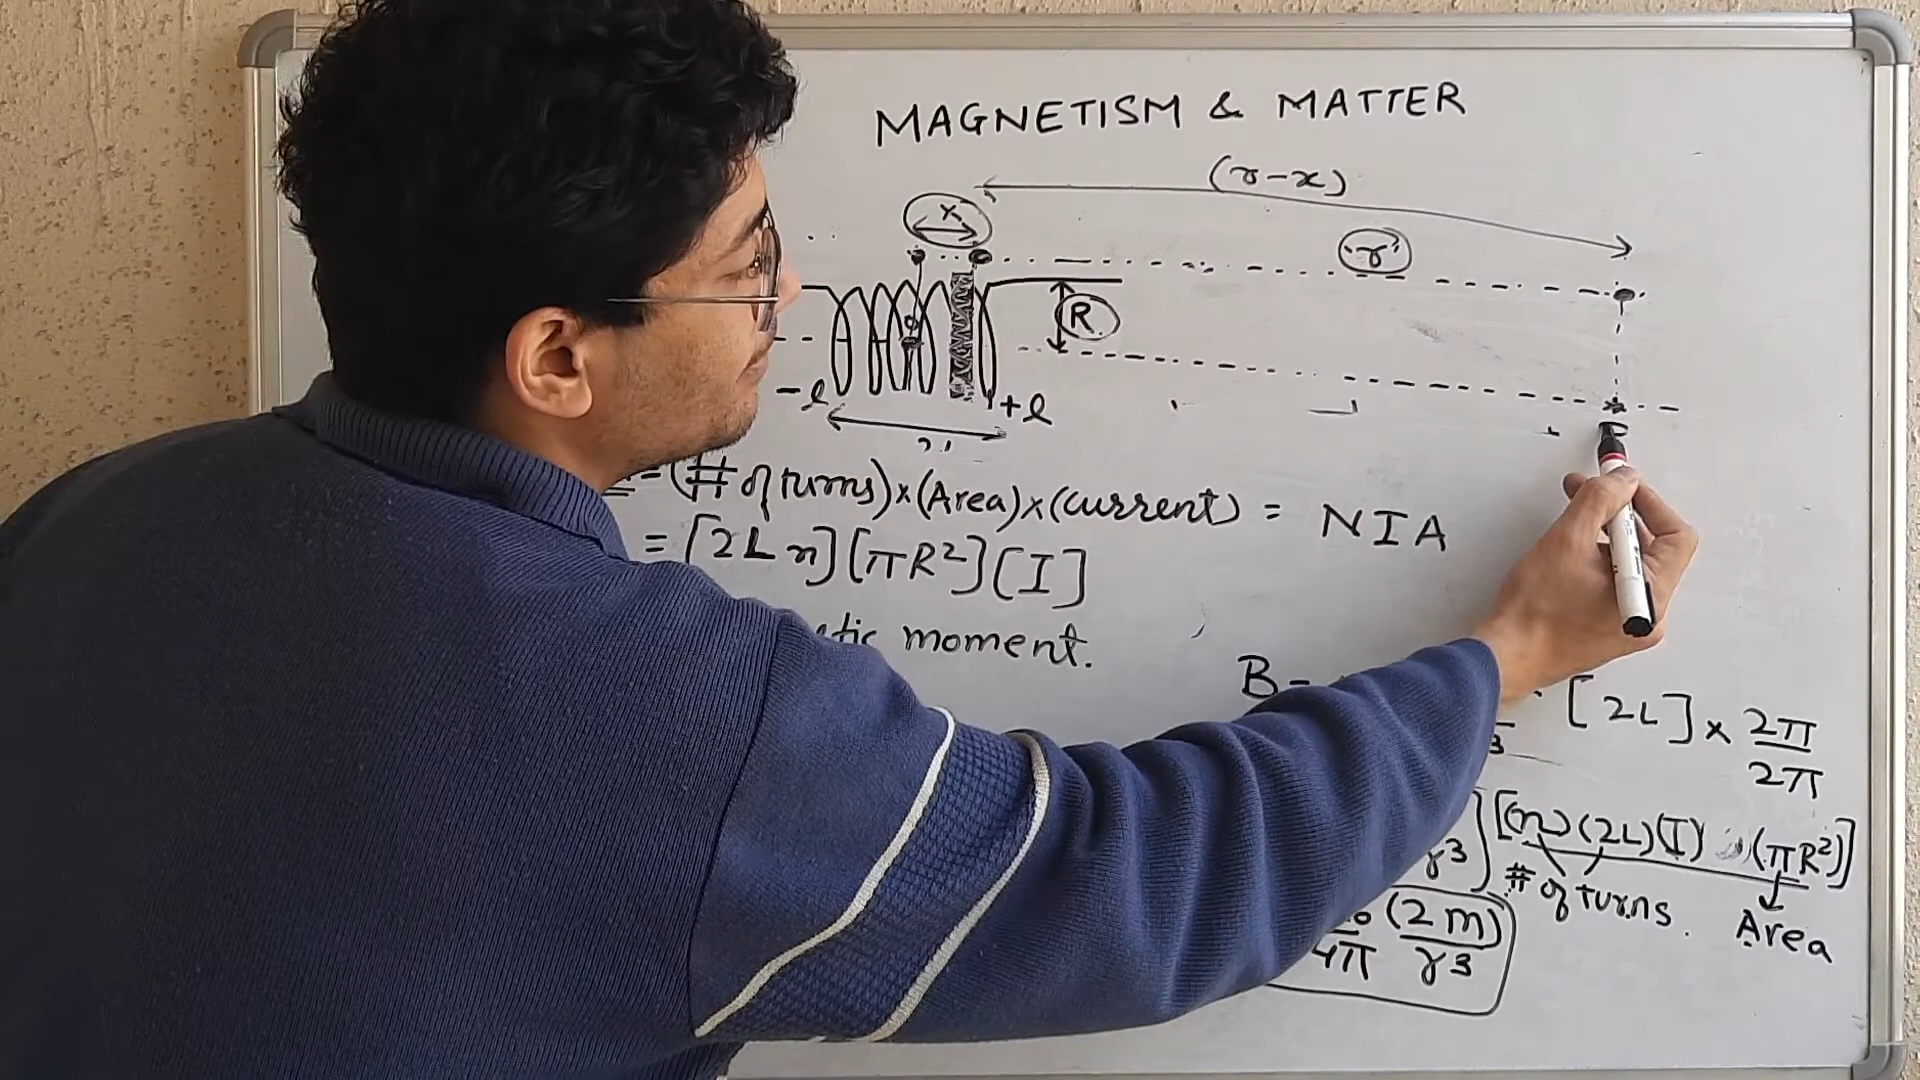 MAGNETISM & MATTER
(r-x)
x
r
R
-l
+l
= (# of turns)×(Area)×(current) = NIA
= [2Ln][πR²][I]
moment.
B =
3
[2L] × 2π/2π
r³] [(n)(2L)(I) (πR²)]
# of turns.
Area
4π (2m)/r³